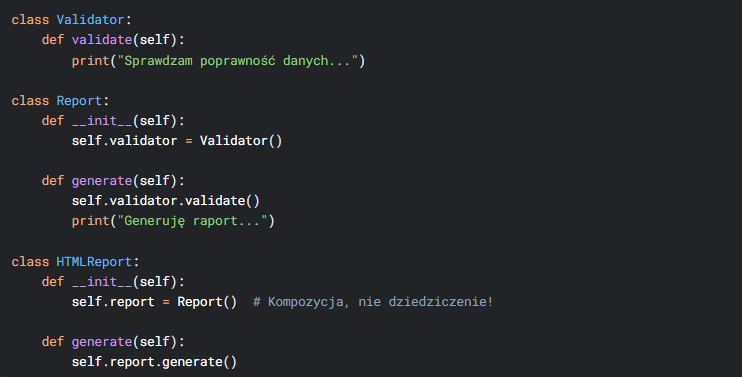 class Validator:
    def validate(self):
        print("Sprawdzam poprawność danych...")

class Report:
    def __init__(self):
        self.validator = Validator()

    def generate(self):
        self.validator.validate()
        print("Generuję raport...")

class HTMLReport:
    def __init__(self):
        self.report = Report()  # Kompozycja, nie dziedziczenie!

    def generate(self):
        self.report.generate()